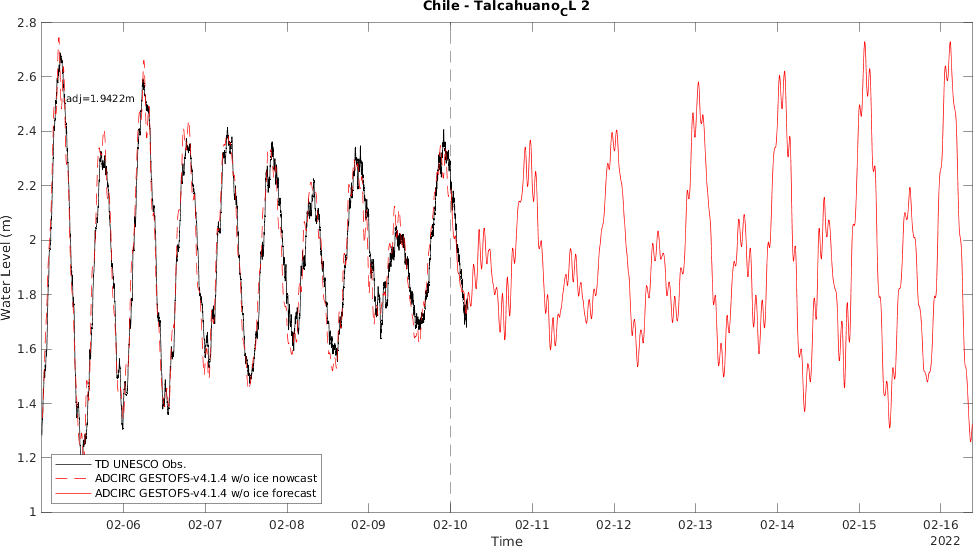 Chile - Talcahuano_CL 2
2.8
2.6
2.4
2.2
2
1.8
1.6
1.4
1.2
1
Water Level (m)
adj=1.9422m
TD UNESCO Obs.
ADCIRC GESTOFS-v4.1.4 w/o ice nowcast
ADCIRC GESTOFS-v4.1.4 w/o ice forecast
02-06 02-07 02-08 02-09 02-10 02-11 02-12 02-13 02-14 02-15 02-16
Time
2022